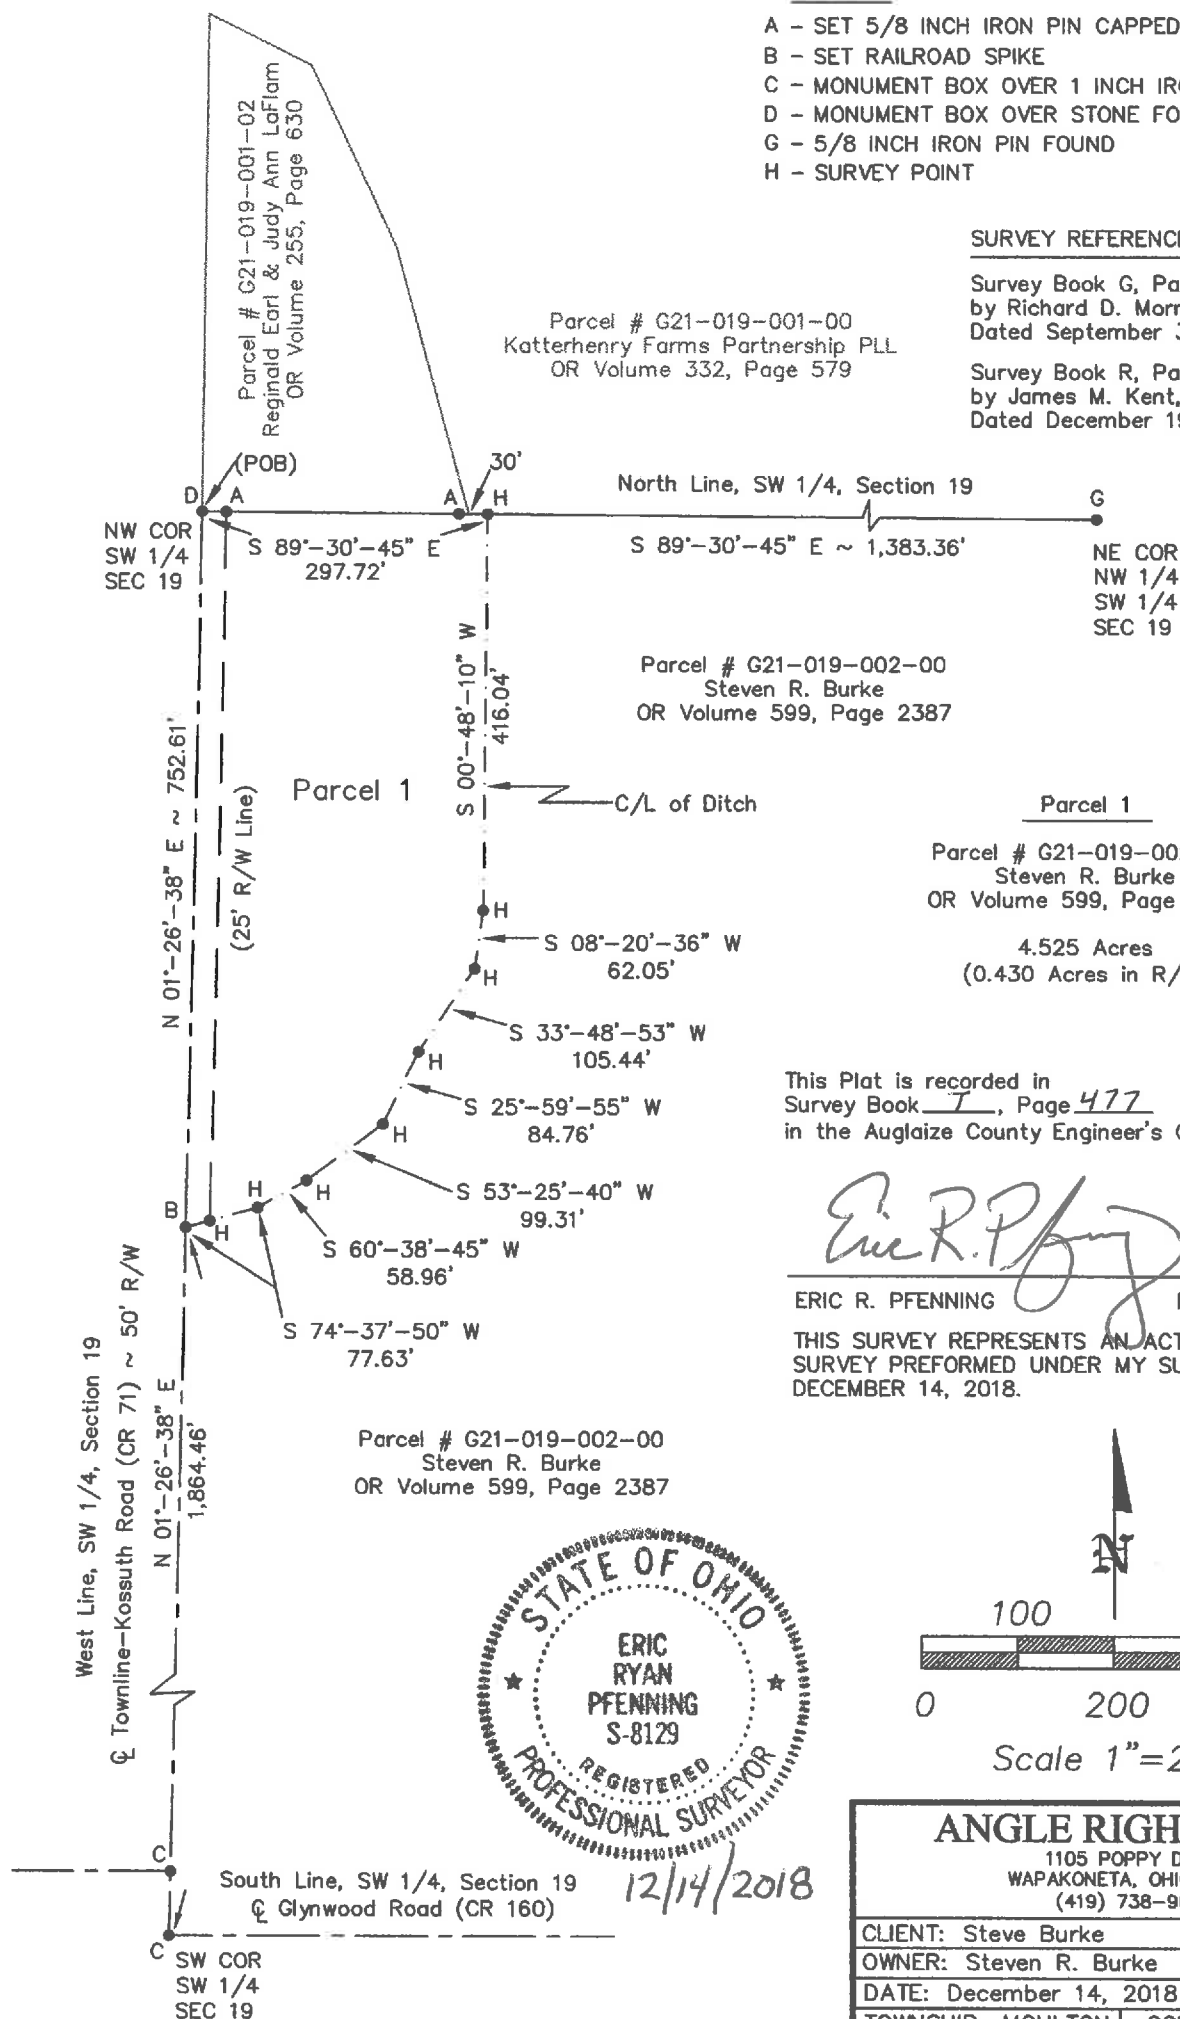 A - SET 5/8 INCH IRON PIN CAPPED
B - SET RAILROAD SPIKE
C - MONUMENT BOX OVER 1 INCH
D - MONUMENT BOX OVER STONE
G - 5/8 INCH IRON PIN FOUND
H - SURVEY POINT
Parcel # G21-019-001-02
Reginald Earl & Judy Ann LaFlam
OR Volume 255, Page 630
SURVEY
Survey Book G,
by Richard D.
Dated September
Survey Book R,
by James M. Kent,
Dated December
Parcel # G21-019-001-00
Katterhenry Farms Partnership PLL
OR Volume 332, Page 579
(POB)
30'
D
A
A
H
North Line, SW 1/4, Section 19
G
NW COR
SW 1/4
SEC 19
S 89°-30'-45" E
297.72'
S 89°-30'-45" E ~ 1,383.36'
NE COR
NW 1/4
SW 1/4
SEC 19
Parcel # G21-019-002-00
Steven R. Burke
OR Volume 599, Page 2387
S 00°-48'-10" W
416.04'
N 01°-26'-38" E ~ 752.61'
(25' R/W Line)
Parcel 1
C/L of Ditch
Parcel 1
Parcel #
Steven R. Burke
OR Volume 599, Page
4.525 Acres
(0.430 Acres in
H
S 08°-20'-36" W
62.05'
H
S 33°-48'-53" W
105.44'
H
S 25°-59'-55" W
84.76'
H
S 53°-25'-40" W
99.31'
H
S 60°-38'-45" W
58.96'
H
S 74°-37'-50" W
77.63'
B
H
This Plat is recorded in
Survey Book T, Page 477
in the Auglaize County Engineer's
Eric R. Pfenning
ERIC R. PFENNING
THIS SURVEY REPRESENTS AN
SURVEY PREFORMED UNDER MY
DECEMBER 14, 2018.
West Line, SW 1/4, Section 19
℄ Townline-Kossuth Road (CR 71) ~ 50' R/W
N 01°-26'-38" E
1,864.46'
Parcel # G21-019-002-00
Steven R. Burke
OR Volume 599, Page 2387
N
100
0
200
Scale
STATE OF OHIO
ERIC
RYAN
PFENNING
S-8129
REGISTERED
PROFESSIONAL SURVEYOR
12/14/2018
C
South Line, SW 1/4, Section 19
℄ Glynwood Road (CR 160)
C
SW COR
SW 1/4
SEC 19
ANGLE
1105 POPPY
WAPAKONETA,
(419)
CLIENT: Steve Burke
OWNER: Steven R. Burke
DATE: December 14, 2018
TOWNSHIP: MOULTON